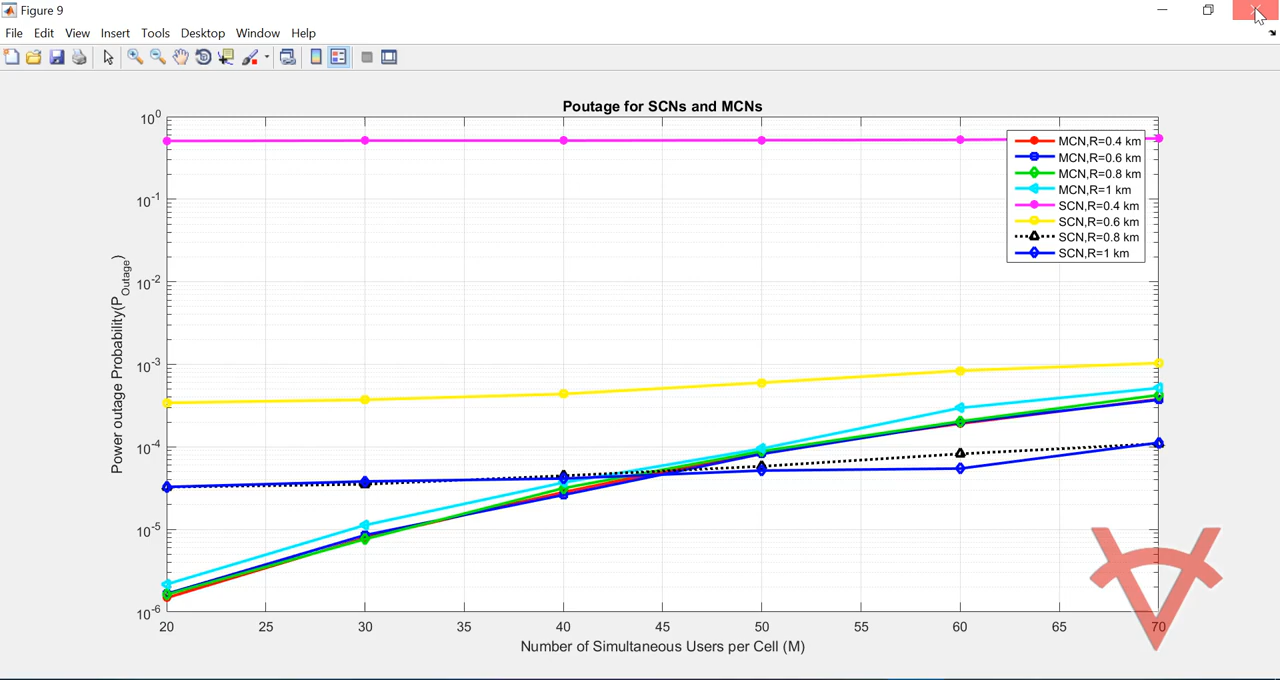 Figure 9
File Edit View Insert Tools Desktop Window Help
Poutage for SCNs and MCNs
10^0
10^-1
10^-2
10^-3
10^-4
10^-5
10^-6
Power outage Probability(P_Outage)
MCN,R=0.4 km
MCN,R=0.6 km
MCN,R=0.8 km
MCN,R=1 km
SCN,R=0.4 km
SCN,R=0.6 km
SCN,R=0.8 km
SCN,R=1 km
20 25 30 35 40 45 50 55 60 65 70
Number of Simultaneous Users per Cell (M)